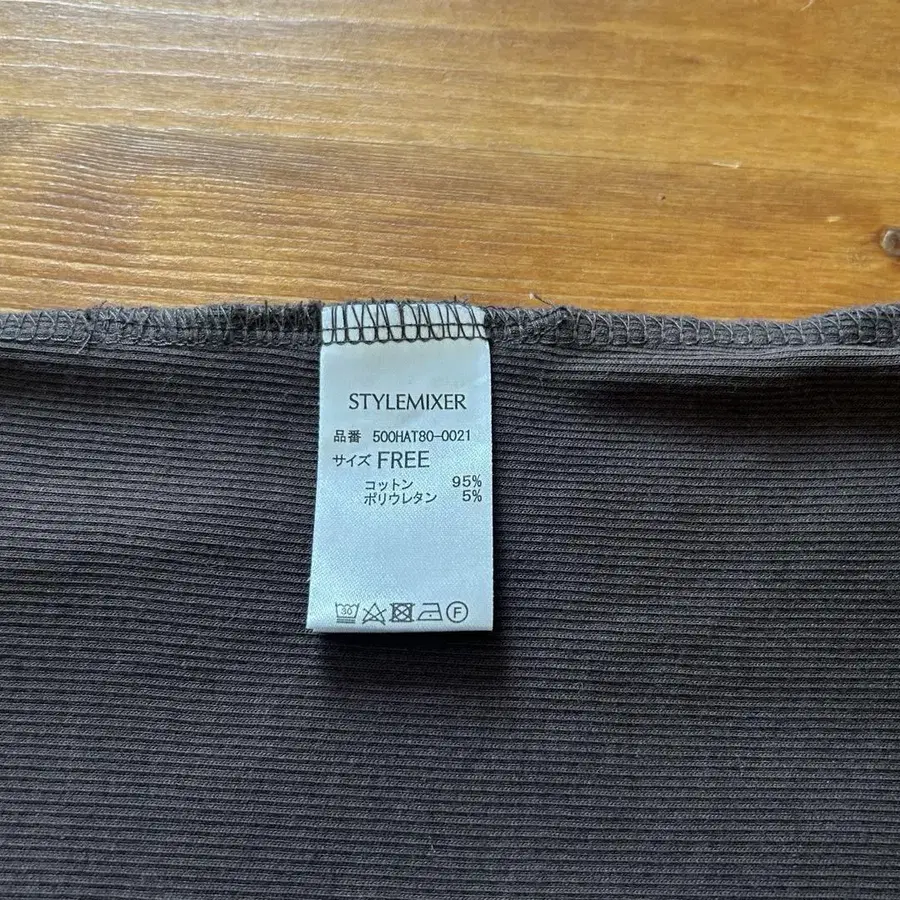 STYLEMIXER
品番 500HAT80-0021
サイズ FREE
コットン 95%
ポリウレタン 5%
30 F